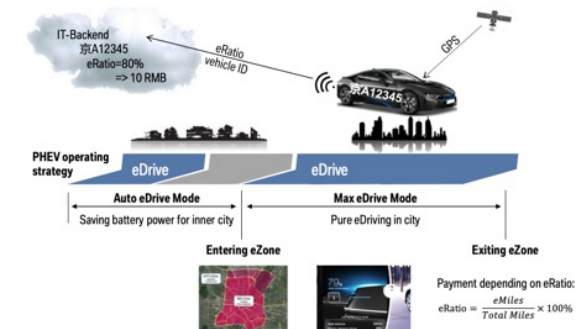 IT-Backend
京A12345
eRatio=80%
=> 10 RMB
eRatio
vehicle ID
GPS
京A12345
PHEV operating
strategy
eDrive
eDrive
Auto eDrive Mode
Max eDrive Mode
Saving battery power for inner city
Pure eDriving in city
Entering eZone
Exiting eZone
79%
Payment depending on eRatio:
eRatio = eMiles / Total Miles × 100%